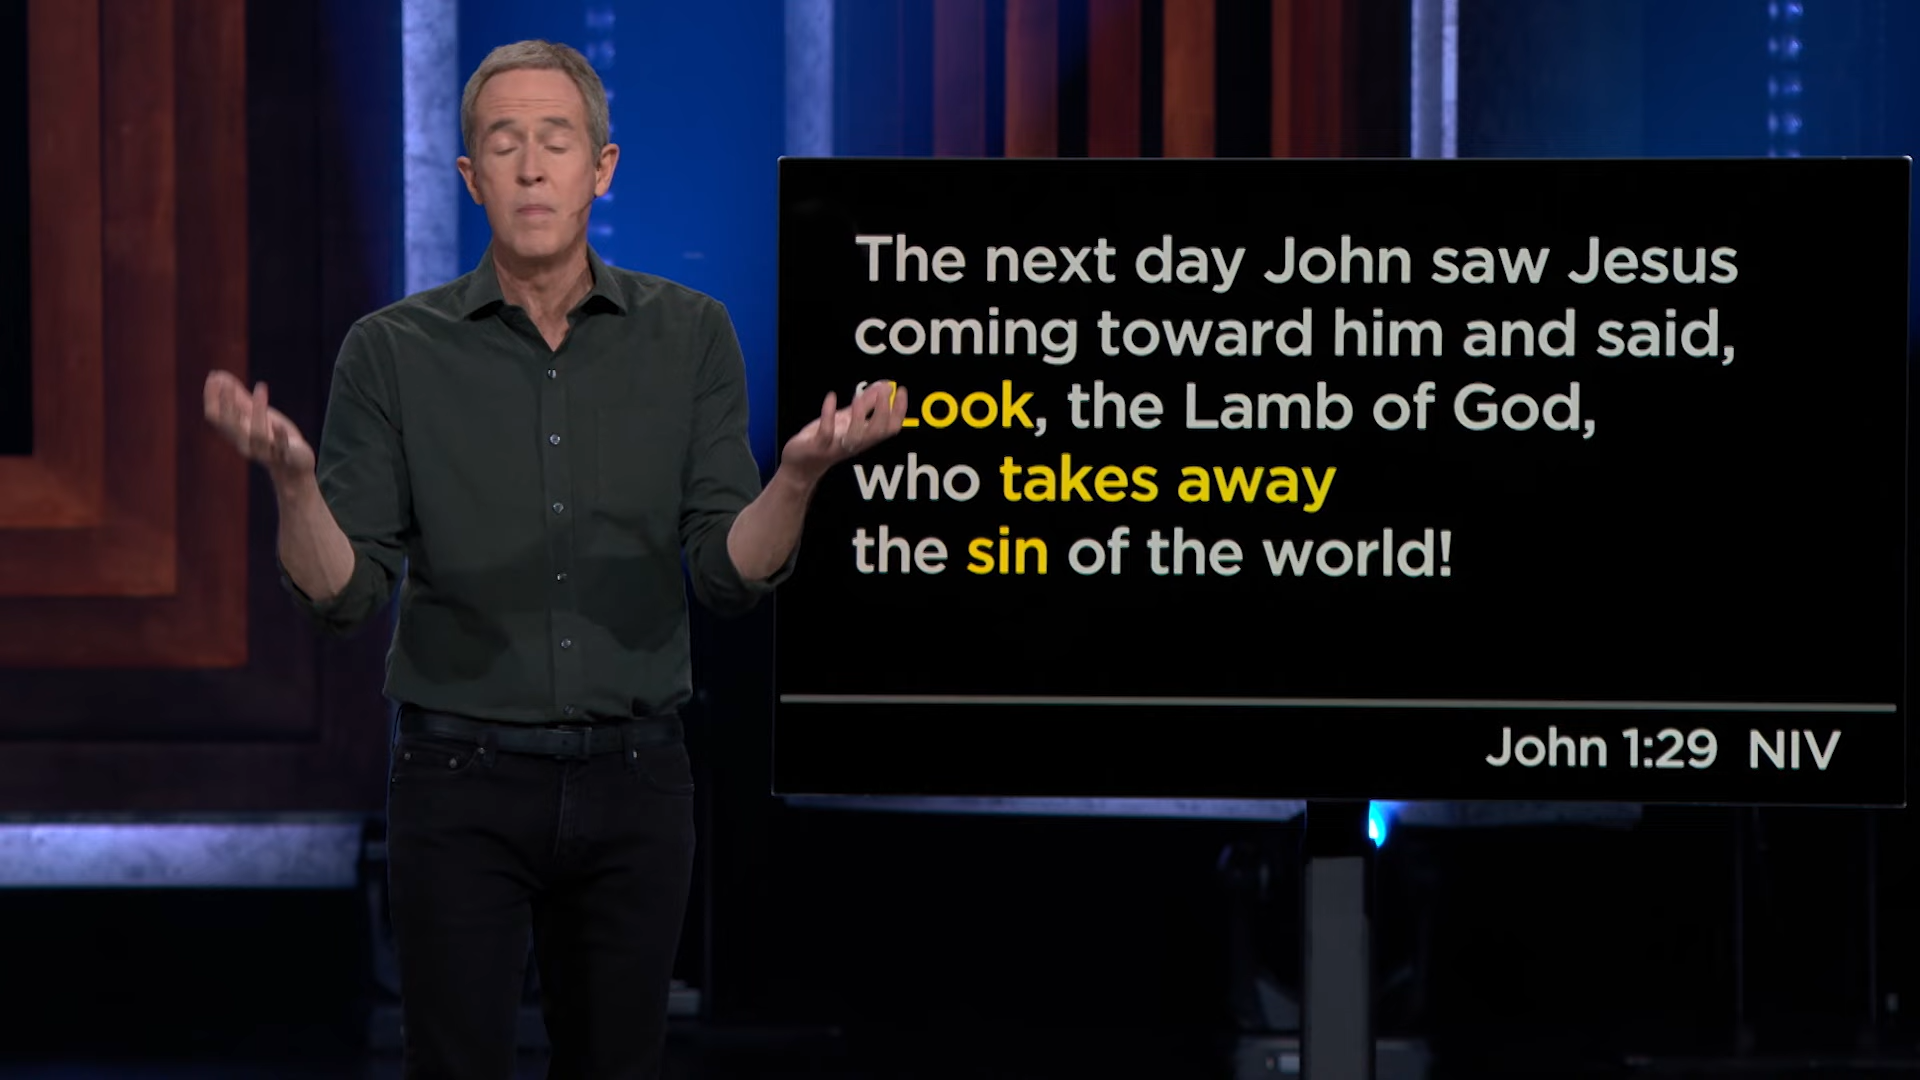 The next day John saw Jesus
coming toward him and said,
“Look, the Lamb of God,
who takes away
the sin of the world!
John 1:29 NIV